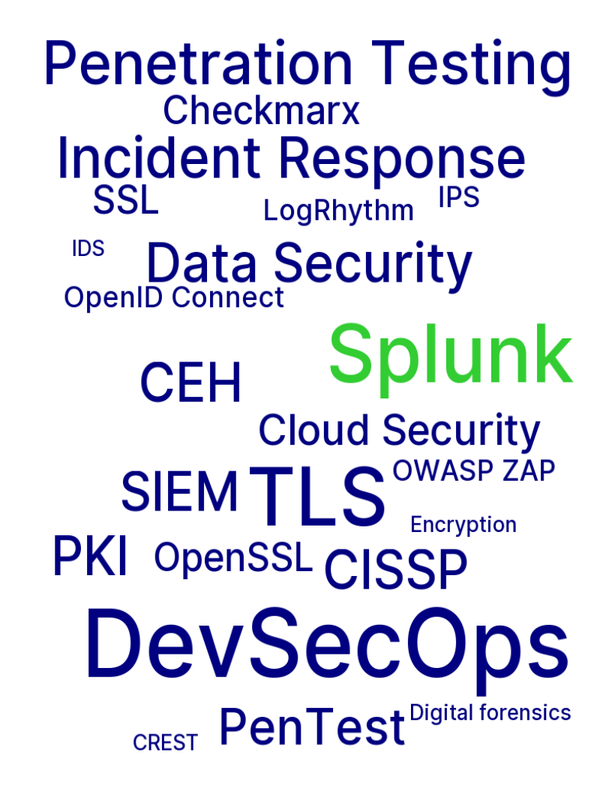 Penetration Testing
Checkmarx
Incident Response
SSL
LogRhythm
IPS
IDS
Data Security
OpenID Connect
Splunk
CEH
Cloud Security
SIEM
TLS
OWASP ZAP
Encryption
PKI
OpenSSL
CISSP
DevSecOps
Digital forensics
PenTest
CREST